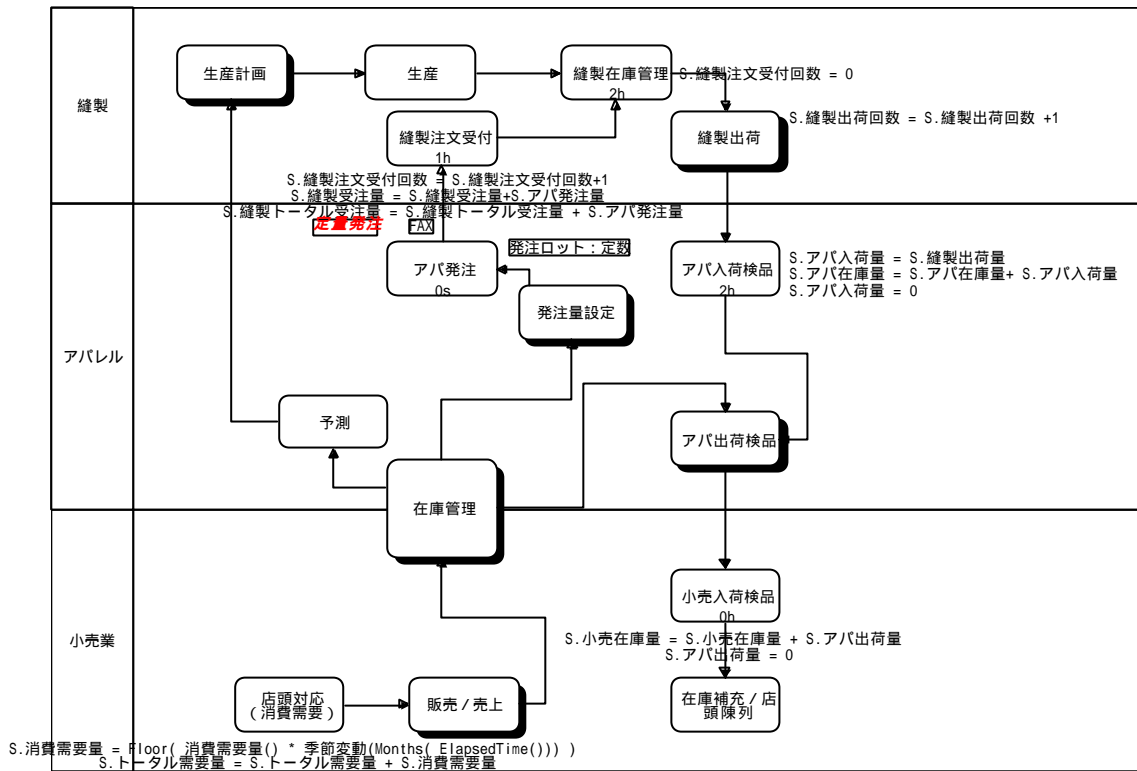 縫製
生産計画
生産
縫製在庫管理
2h
S.縫製注文受付回数 = 0
縫製出荷
S.縫製出荷回数 = S.縫製出荷回数 +1
縫製注文受付
1h
S.縫製注文受付回数 = S.縫製注文受付回数+1
S.縫製受注量 = S.縫製受注量+S.アパ発注量
S.縫製トータル受注量 = S.縫製トータル受注量 + S.アパ発注量
定量発注
FAX
アパレル
アパ発注
0s
発注ロット：定数
発注量設定
アパ入荷検品
2h
S.アパ入荷量 = S.縫製出荷量
S.アパ在庫量 = S.アパ在庫量+ S.アパ入荷量
S.アパ入荷量 = 0
予測
アパ出荷検品
在庫管理
小売業
小売入荷検品
0h
S.小売在庫量 = S.小売在庫量 + S.アパ出荷量
S.アパ出荷量 = 0
店頭対応
（消費需要）
販売／売上
在庫補充／店
頭陳列
S.消費需要量 = Floor( 消費需要量() * 季節変動(Months( ElapsedTime())) )
S.トータル需要量 = S.トータル需要量 + S.消費需要量